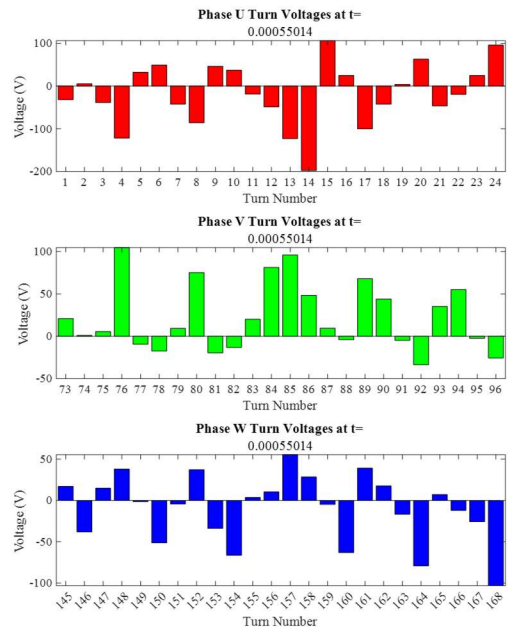 Phase U Turn Voltages at t=
0.00055014
100
0
-100
-200
Voltage (V)
1 2 3 4 5 6 7 8 9 10 11 12 13 14 15 16 17 18 19 20 21 22 23 24
Turn Number
Phase V Turn Voltages at t=
0.00055014
100
50
0
-50
Voltage (V)
73 74 75 76 77 78 79 80 81 82 83 84 85 86 87 88 89 90 91 92 93 94 95 96
Turn Number
Phase W Turn Voltages at t=
0.00055014
50
0
-50
-100
Voltage (V)
145 146 147 148 149 150 151 152 153 154 155 156 157 158 159 160 161 162 163 164 165 166 167 168
Turn Number